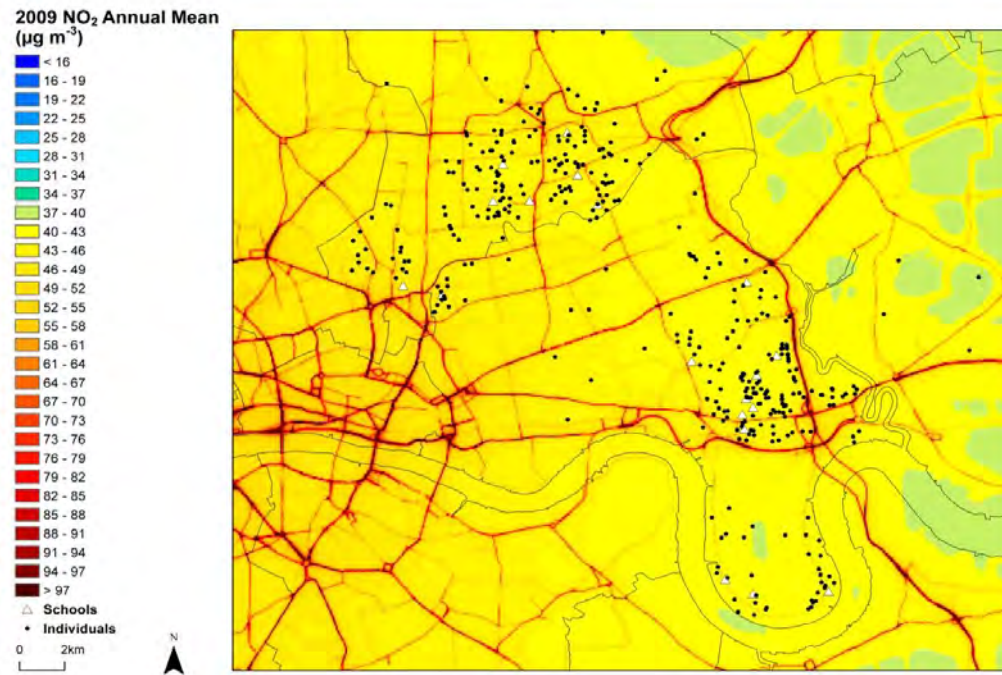 2009 NO₂ Annual Mean
(µg m⁻³)
< 16
16 - 19
19 - 22
22 - 25
25 - 28
28 - 31
31 - 34
34 - 37
37 - 40
40 - 43
43 - 46
46 - 49
49 - 52
52 - 55
55 - 58
58 - 61
61 - 64
64 - 67
67 - 70
70 - 73
73 - 76
76 - 79
79 - 82
82 - 85
85 - 88
88 - 91
91 - 94
94 - 97
> 97
Schools
Individuals
0 2km
N